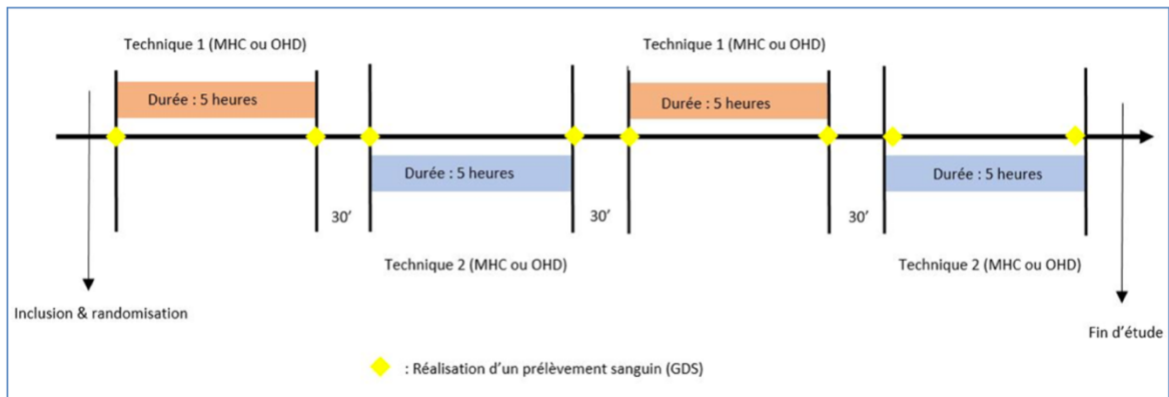 Technique 1 (MHC ou OHD)
Technique 1 (MHC ou OHD)
Durée : 5 heures
Durée : 5 heures
Durée : 5 heures
Durée : 5 heures
30’
30’
30’
Technique 2 (MHC ou OHD)
Technique 2 (MHC ou OHD)
Inclusion & randomisation
Fin d’étude
: Réalisation d’un prélèvement sanguin (GDS)